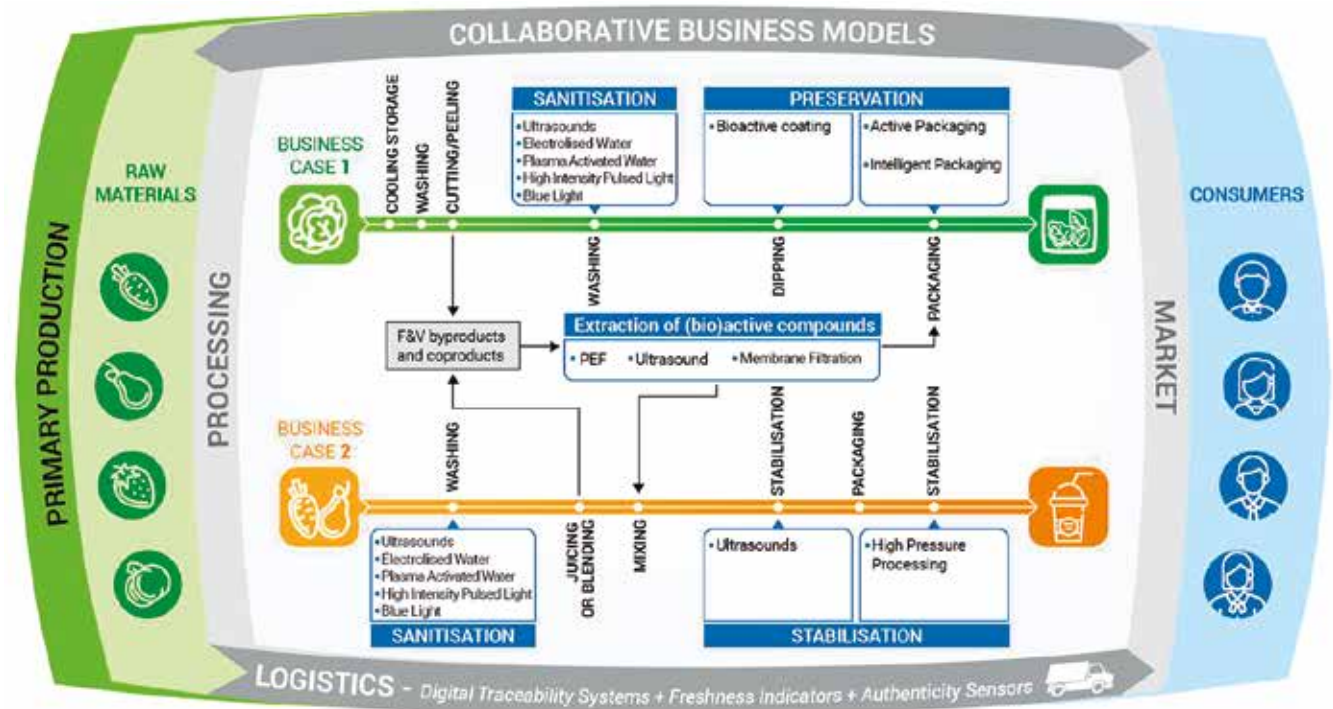 COLLABORATIVE BUSINESS MODELS
PRIMARY PRODUCTION
RAW
MATERIALS
PROCESSING
BUSINESS
CASE 1
COOLING STORAGE
WASHING
CUTTING/PEELING
SANITISATION
•Ultrasounds
•Electrolised Water
•Plasma Activated Water
•High Intensity Pulsed Light
•Blue Light
WASHING
PRESERVATION
•Bioactive coating
•Active Packaging
•Intelligent Packaging
DIPPING
PACKAGING
F&V byproducts
and coproducts
Extraction of (bio)active compounds
•PEF •Ultrasound •Membrane Filtration
BUSINESS
CASE 2
WASHING
•Ultrasounds
•Electrolised Water
•Plasma Activated Water
•High Intensity Pulsed Light
•Blue Light
SANITISATION
JUICING
OR BLENDING
MIXING
STABILISATION
PACKAGING
STABILISATION
•Ultrasounds
•High Pressure
Processing
STABILISATION
MARKET
CONSUMERS
LOGISTICS - Digital Traceability Systems + Freshness Indicators + Authenticity Sensors